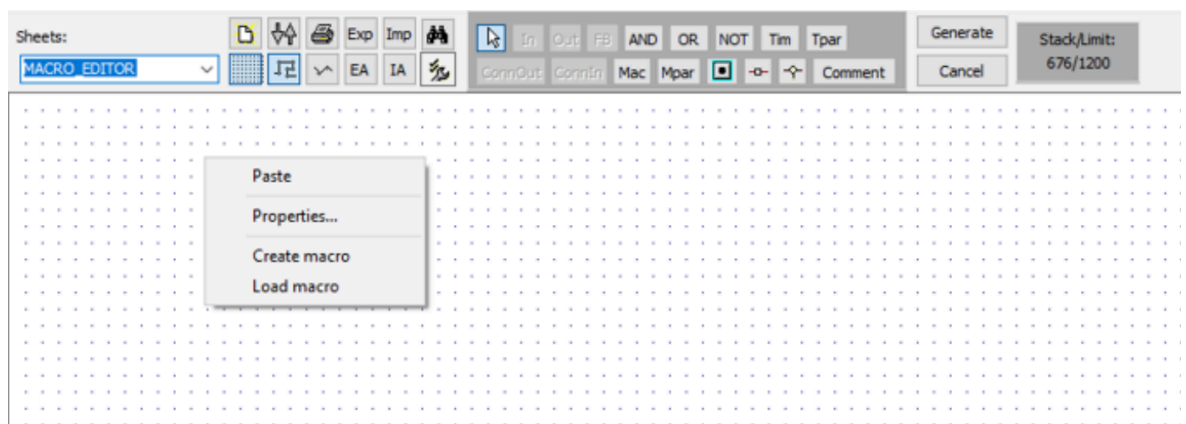 Sheets:
MACRO_EDITOR
Exp Imp
EA IA
In Out FB AND OR NOT Tim Tpar
ConnOut ConnIn Mac Mpar Comment
Generate
Cancel
Stack/Limit:
676/1200
Paste
Properties...
Create macro
Load macro